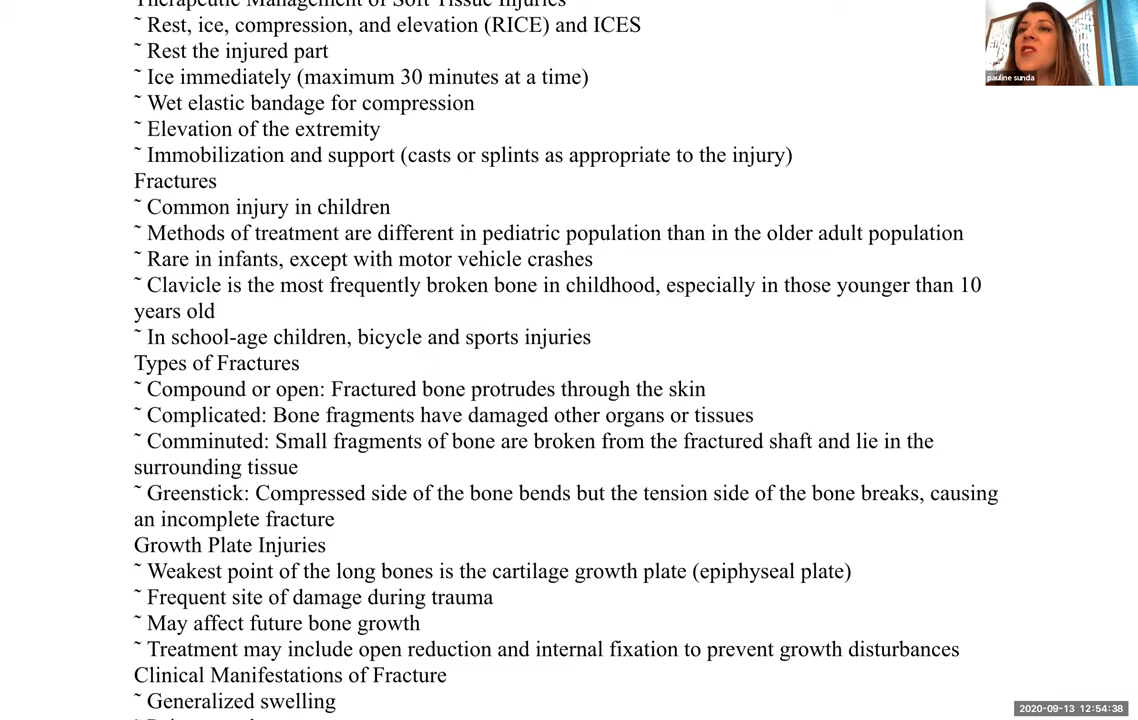 Therapeutic Management of Soft Tissue Injuries
˜ Rest, ice, compression, and elevation (RICE) and ICES
˜ Rest the injured part
˜ Ice immediately (maximum 30 minutes at a time)
˜ Wet elastic bandage for compression
˜ Elevation of the extremity
˜ Immobilization and support (casts or splints as appropriate to the injury)
Fractures
˜ Common injury in children
˜ Methods of treatment are different in pediatric population than in the older adult population
˜ Rare in infants, except with motor vehicle crashes
˜ Clavicle is the most frequently broken bone in childhood, especially in those younger than 10
years old
˜ In school-age children, bicycle and sports injuries
Types of Fractures
˜ Compound or open: Fractured bone protrudes through the skin
˜ Complicated: Bone fragments have damaged other organs or tissues
˜ Comminuted: Small fragments of bone are broken from the fractured shaft and lie in the
surrounding tissue
˜ Greenstick: Compressed side of the bone bends but the tension side of the bone breaks, causing
an incomplete fracture
Growth Plate Injuries
˜ Weakest point of the long bones is the cartilage growth plate (epiphyseal plate)
˜ Frequent site of damage during trauma
˜ May affect future bone growth
˜ Treatment may include open reduction and internal fixation to prevent growth disturbances
Clinical Manifestations of Fracture
˜ Generalized swelling
pauline sunda
2020-09-13 12:54:38